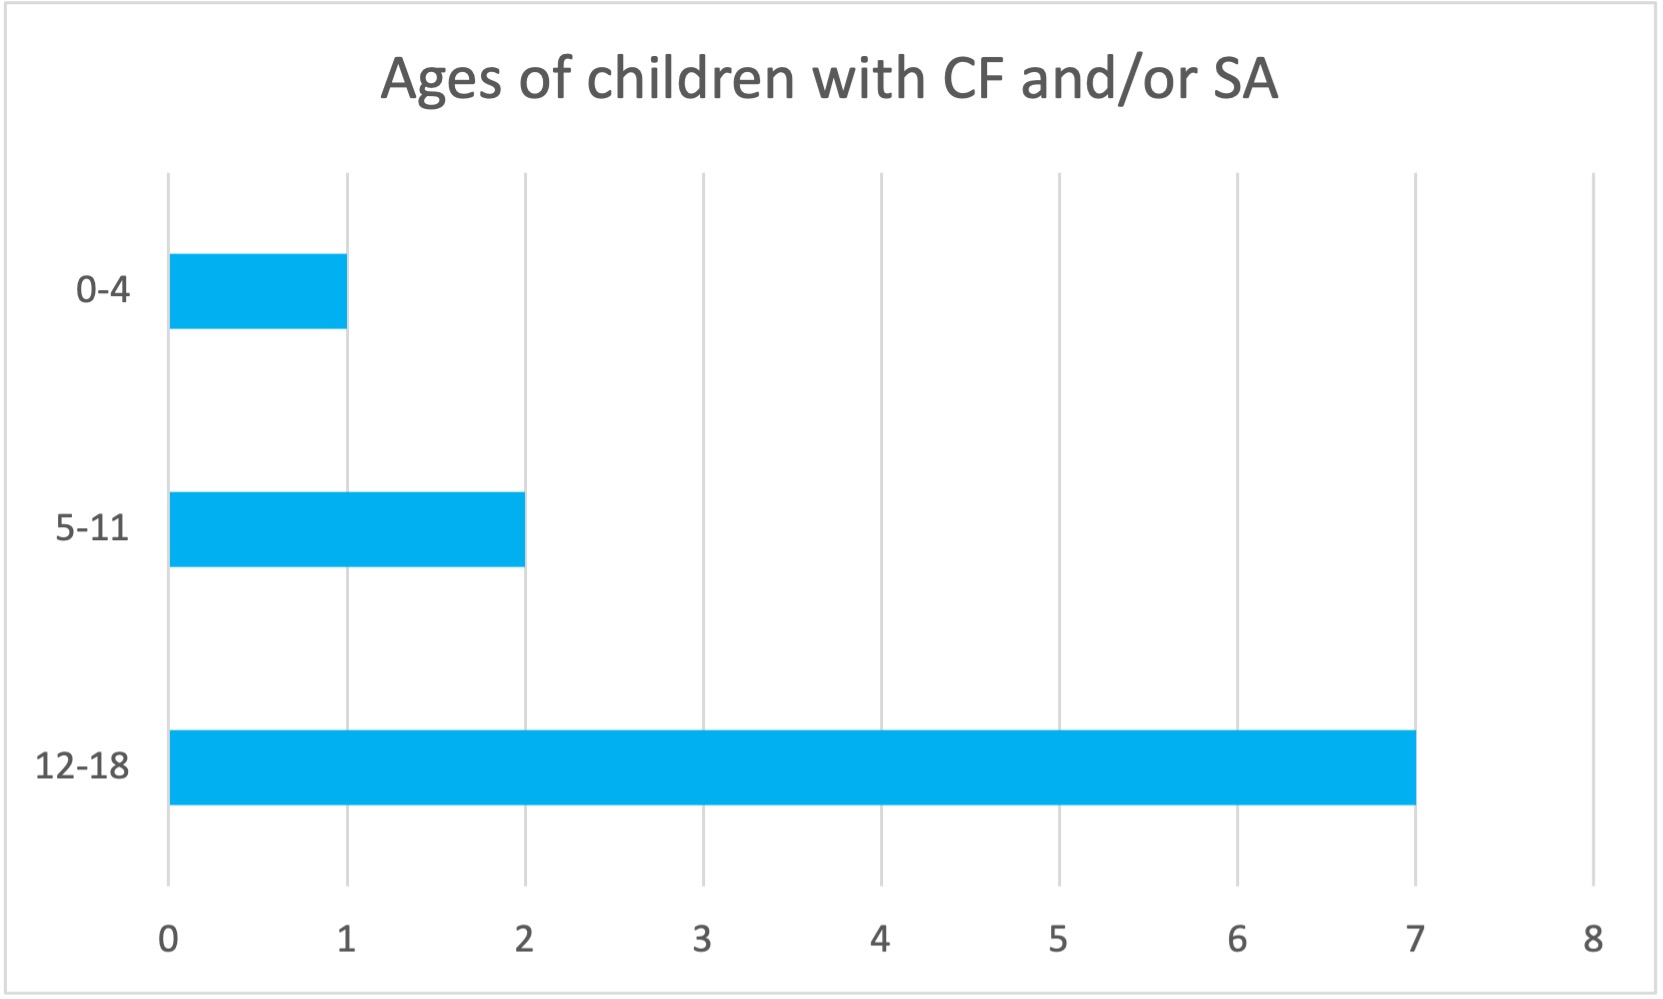 Ages of children with CF and/or SA
0-4
5-11
12-18
0 1 2 3 4 5 6 7 8